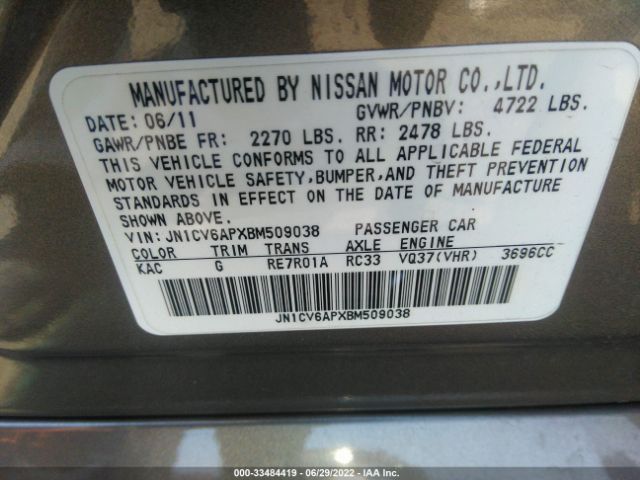 MANUFACTURED BY NISSAN MOTOR CO.,LTD.
DATE: 06/11 GVWR/PNBV: 4722 LBS.
GAWR/PNBE FR: 2270 LBS. RR: 2478 LBS.
THIS VEHICLE CONFORMS TO ALL APPLICABLE FEDERAL
MOTOR VEHICLE SAFETY,BUMPER,AND THEFT PREVENTION
STANDARDS IN EFFECT ON THE DATE OF MANUFACTURE
SHOWN ABOVE.
VIN: JN1CV6APXBM509038 PASSENGER CAR
COLOR TRIM TRANS AXLE ENGINE
KAC G RE7R01A RC33 VQ37(VHR) 3696CC
JN1CV6APXBM509038
000-33484419 - 06/29/2022 - IAA Inc.